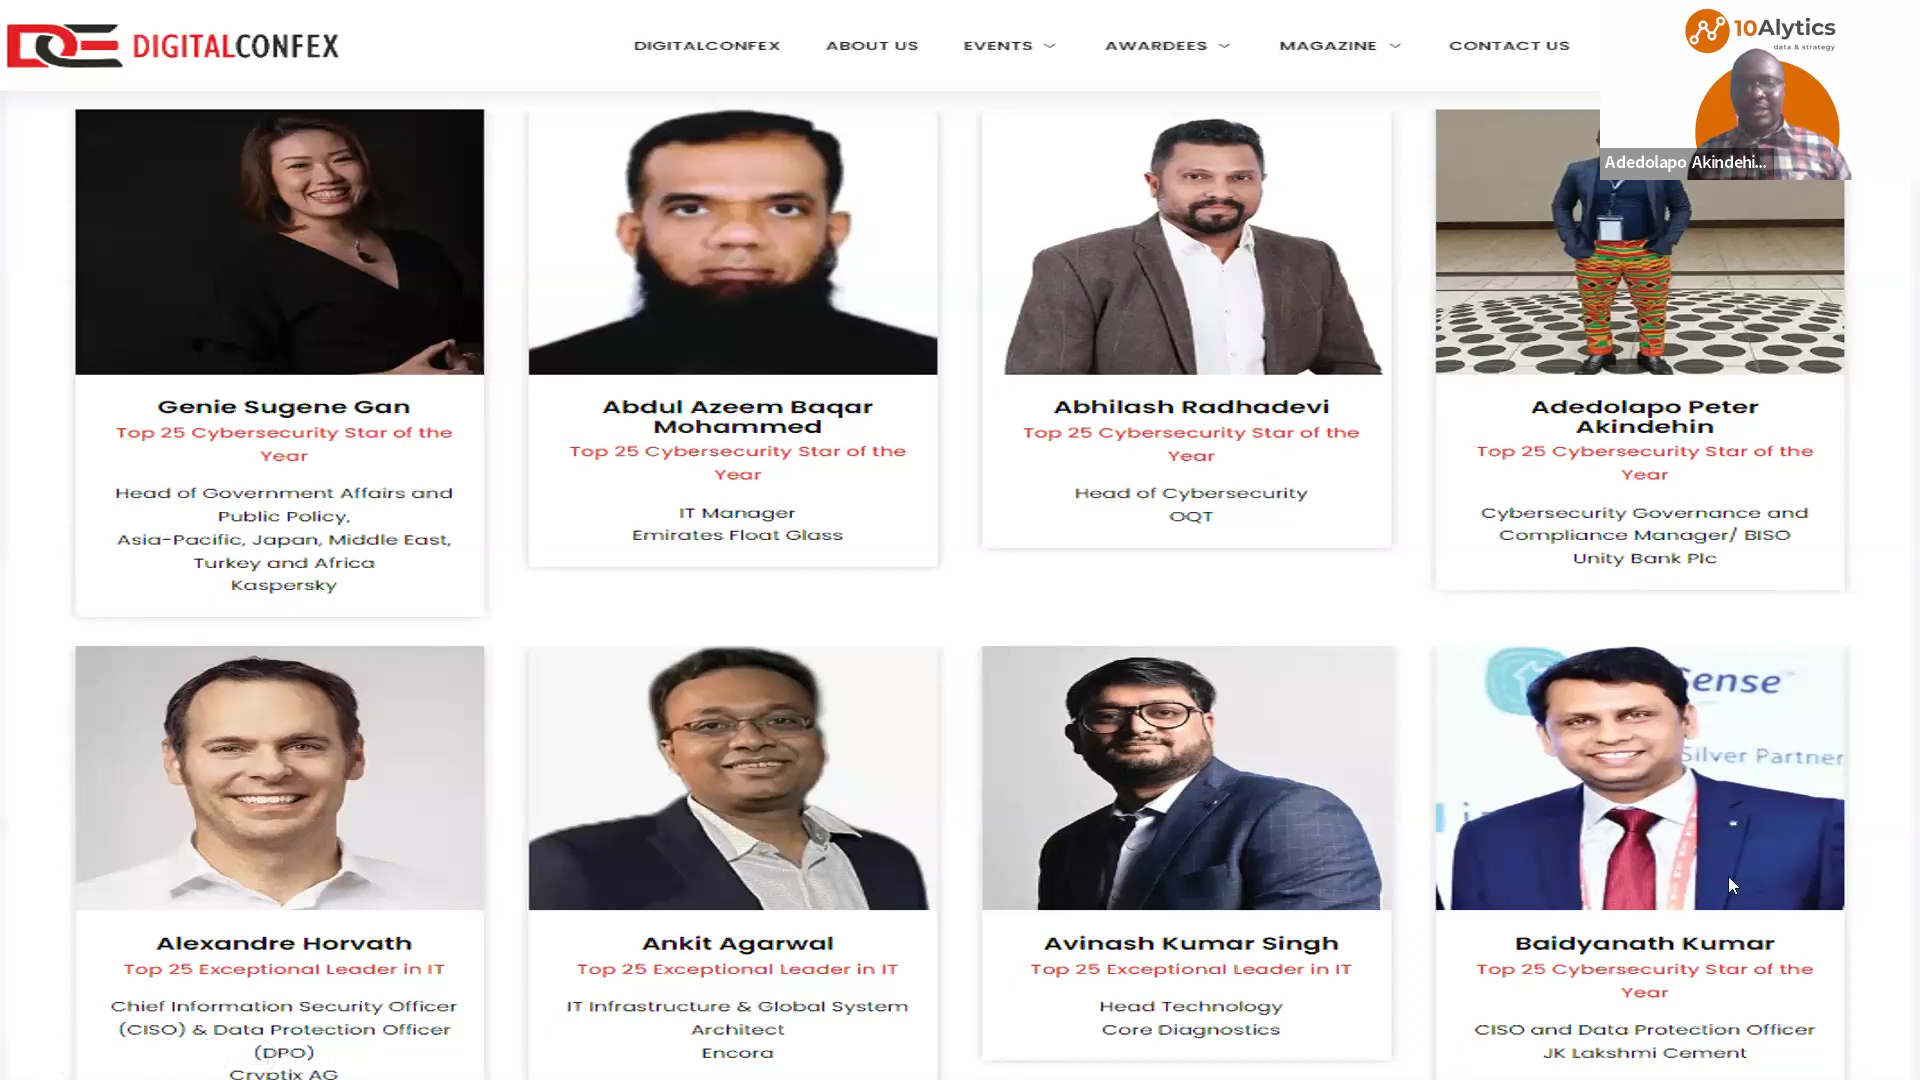 DE DIGITALCONFEX
DIGITALCONFEX
ABOUT US
EVENTS
AWARDEES
MAGAZINE
CONTACT US
10Alytics
data & strategy
Adedolapo Akindehi...
Genie Sugene Gan
Top 25 Cybersecurity Star of the
Year
Head of Government Affairs and
Public Policy,
Asia-Pacific, Japan, Middle East,
Turkey and Africa
Kaspersky
Abdul Azeem Baqar
Mohammed
Top 25 Cybersecurity Star of the
Year
IT Manager
Emirates Float Glass
Abhilash Radhadevi
Top 25 Cybersecurity Star of the
Year
Head of Cybersecurity
OQT
Adedolapo Peter
Akindehin
Top 25 Cybersecurity Star of the
Year
Cybersecurity Governance and
Compliance Manager/ BISO
Unity Bank Plc
Sense
Silver Partner
Alexandre Horvath
Top 25 Exceptional Leader in IT
Chief Information Security Officer
(CISO) & Data Protection Officer
(DPO)
Cryptix AG
Ankit Agarwal
Top 25 Exceptional Leader in IT
IT Infrastructure & Global System
Architect
Encora
Avinash Kumar Singh
Top 25 Exceptional Leader in IT
Head Technology
Core Diagnostics
Baidyanath Kumar
Top 25 Cybersecurity Star of the
Year
CISO and Data Protection Officer
JK Lakshmi Cement